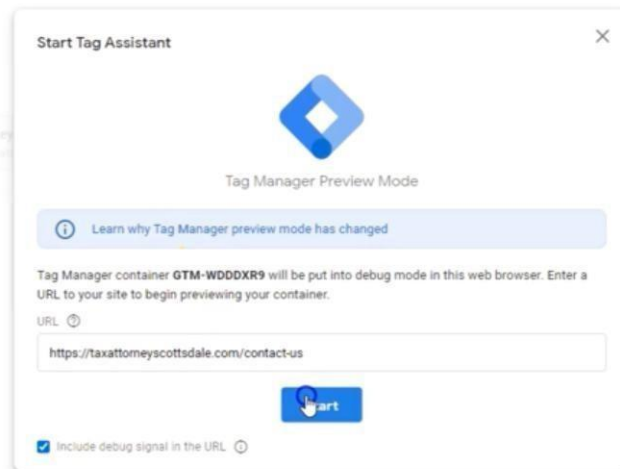 Start Tag Assistant
Tag Manager Preview Mode
Learn why Tag Manager preview mode has changed
Tag Manager container GTM-WDDDXR9 will be put into debug mode in this web browser. Enter a
URL to your site to begin previewing your container.
URL
https://taxattorneyscottsdale.com/contact-us
Start
Include debug signal in the URL